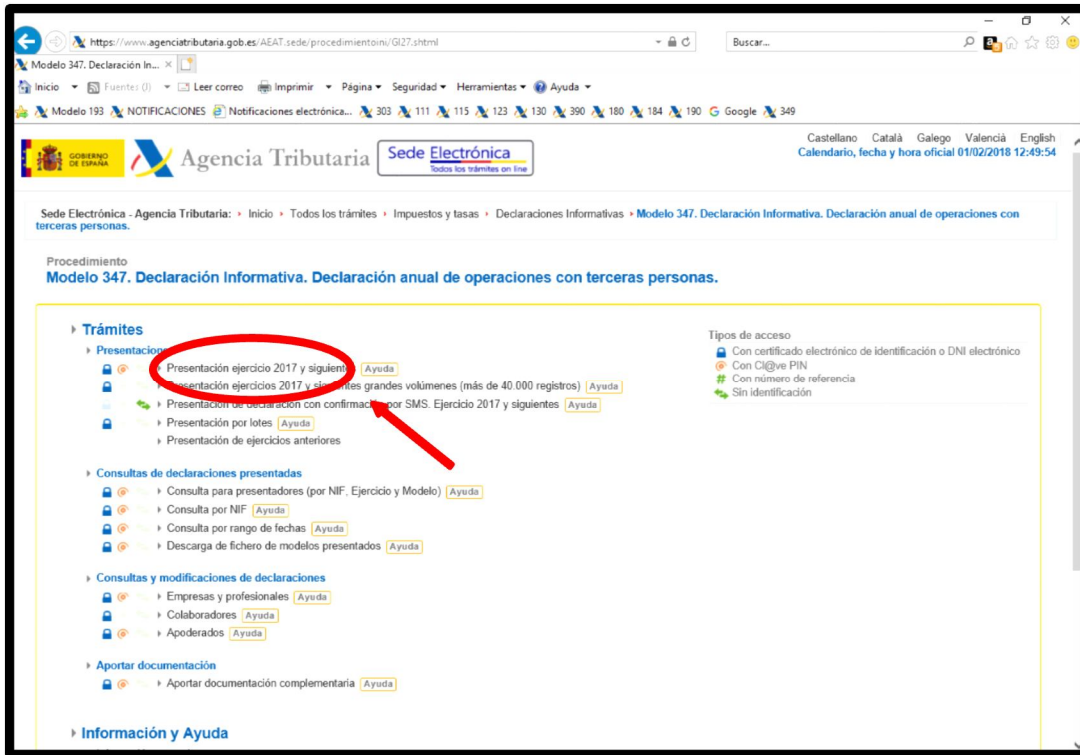 https://www.agenciatributaria.gob.es/AEAT.sede/procedimientoini/GI27.shtml
Buscar...
Modelo 347. Declaración In...
Inicio Fuentes (J) Leer correo Imprimir Página Seguridad Herramientas Ayuda
Modelo 193 NOTIFICACIONES Notificaciones electrónica... 303 111 115 123 130 390 180 184 190 Google 349
Castellano Català Galego Valencià English
Calendario, fecha y hora oficial 01/02/2018 12:49:54
GOBIERNO
DE ESPAÑA
Agencia Tributaria
Sede Electrónica
Todos los trámites on line
Sede Electrónica - Agencia Tributaria: Inicio Todos los trámites Impuestos y tasas Declaraciones Informativas Modelo 347. Declaración Informativa. Declaración anual de operaciones con
terceras personas.
Procedimiento
Modelo 347. Declaración Informativa. Declaración anual de operaciones con terceras personas.
Trámites
Presentacion
Presentación ejercicio 2017 y siguientes Ayuda
Presentación ejercicios 2017 y siguientes grandes volúmenes (más de 40.000 registros) Ayuda
Presentación de declaración con confirmación por SMS. Ejercicio 2017 y siguientes Ayuda
Presentación por lotes Ayuda
Presentación de ejercicios anteriores
Consultas de declaraciones presentadas
Consulta para presentadores (por NIF, Ejercicio y Modelo) Ayuda
Consulta por NIF Ayuda
Consulta por rango de fechas Ayuda
Descarga de fichero de modelos presentados Ayuda
Consultas y modificaciones de declaraciones
Empresas y profesionales Ayuda
Colaboradores Ayuda
Apoderados Ayuda
Aportar documentación
Aportar documentación complementaria Ayuda
Información y Ayuda
Tipos de acceso
Con certificado electrónico de identificación o DNI electrónico
Con Cl@ve PIN
# Con número de referencia
Sin identificación